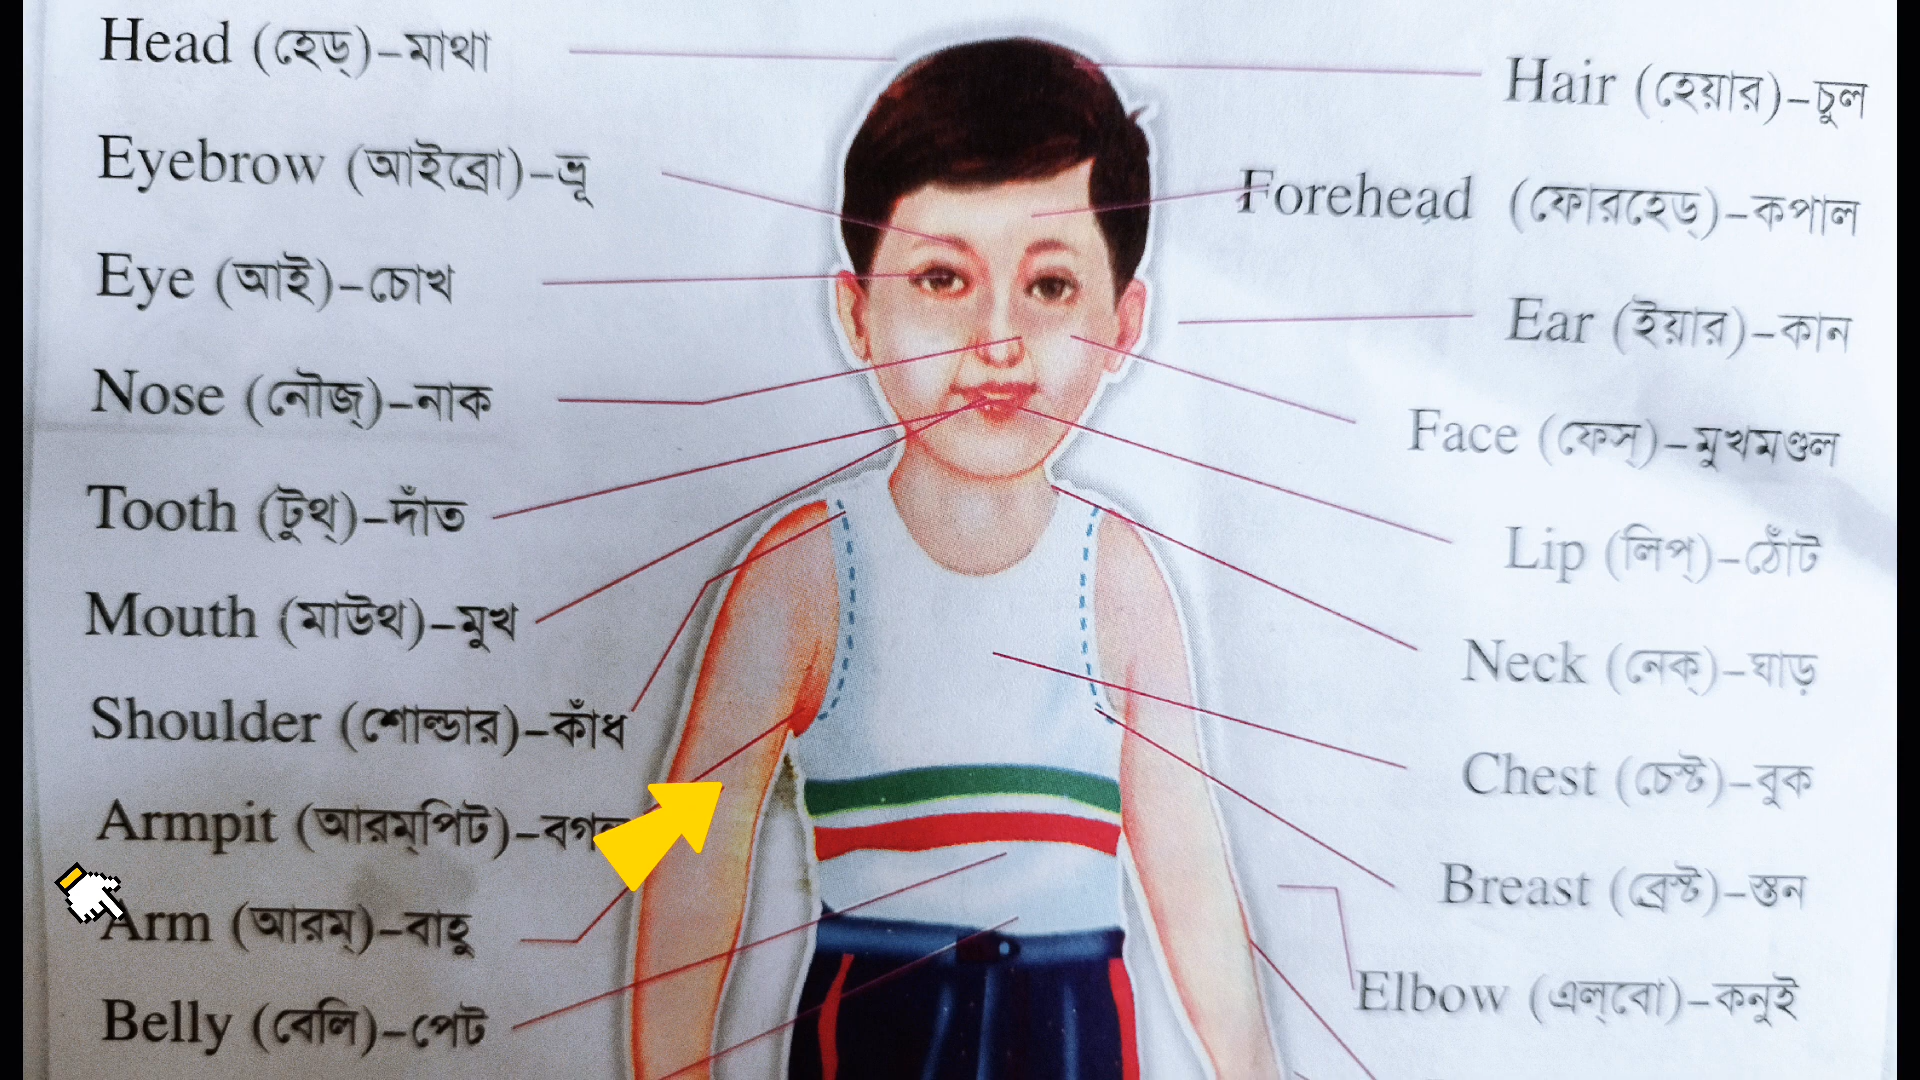 Head (হেড্)-মাথা
Eyebrow (আইব্রো)-ভ্রূ
Eye (আই)-চোখ
Nose (নৌজ্)-নাক
Tooth (টুথ্)-দাঁত
Mouth (মাউথ)-মুখ
Shoulder (শোল্ডার)-কাঁধ
Armpit (আরম্পিট)-বগল
Arm (আরম্)-বাহু
Belly (বেলি)-পেট
Hair (হেয়ার)-চুল
Forehead (ফোরহেড্)-কপাল
Ear (ইয়ার)-কান
Face (ফেস্)-মুখমণ্ডল
Lip (লিপ্)-ঠোঁট
Neck (নেক্)-ঘাড়
Chest (চেস্ট)-বুক
Breast (ব্রেস্ট)-স্তন
Elbow (এল্বো)-কনুই